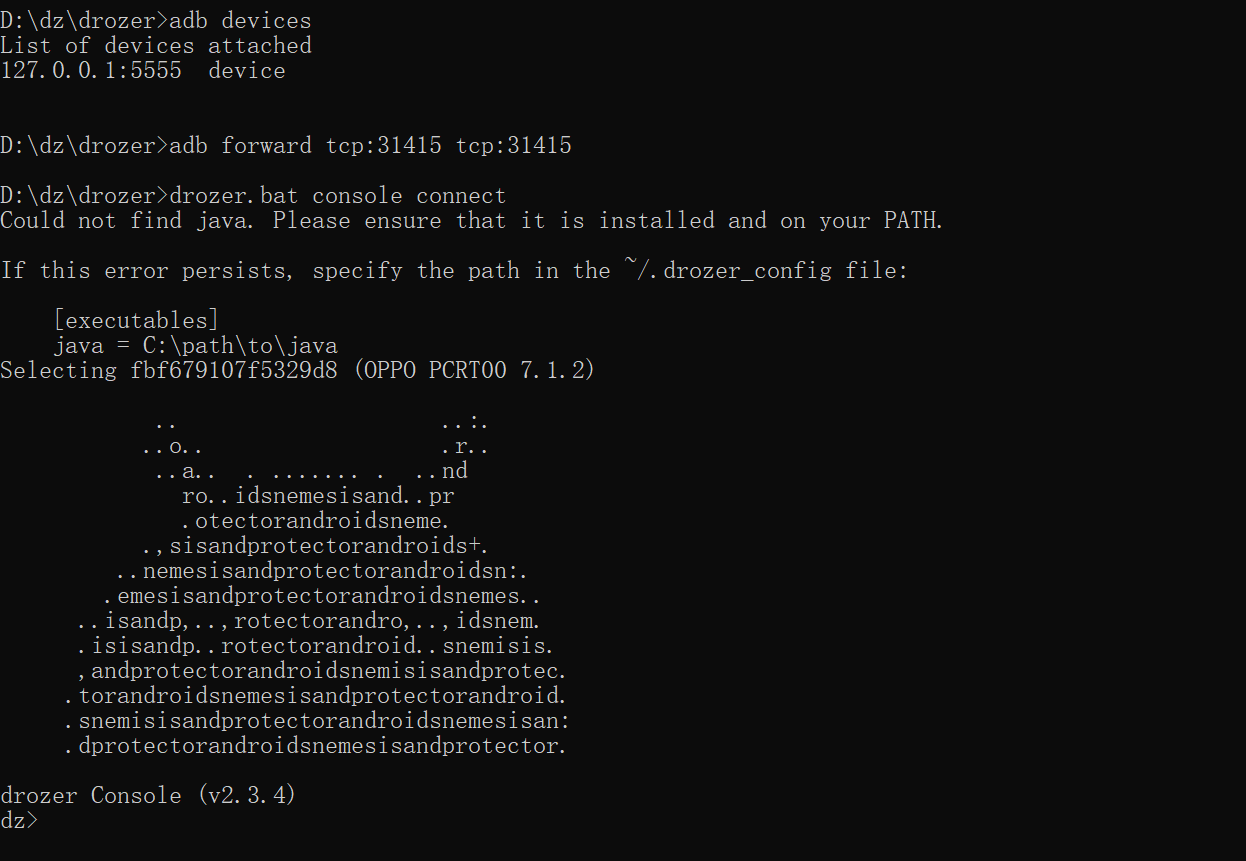 D:\dz\drozer>adb devices
List of devices attached
127.0.0.1:5555  device
D:\dz\drozer>adb forward tcp:31415 tcp:31415
D:\dz\drozer>drozer.bat console connect
Could not find java. Please ensure that it is installed and on your PATH.
If this error persists, specify the path in the ~/.drozer_config file:
    [executables]
    java = C:\path\to\java
Selecting fbf679107f5329d8 (OPPO PCRT00 7.1.2)
            ..                    ..:.
           ..o..                  .r..
            ..a..  . ....... .  ..nd
              ro..idsnemesisand..pr
              .otectorandroidsneme.
           .,sisandprotectorandroids+.
         ..nemesisandprotectorandroidsn:.
        .emesisandprotectorandroidsnemes..
      ..isandp,..,rotectorandro,..,idsnem.
      .isisandp..rotectorandroid..snemisis.
      ,andprotectorandroidsnemisisandprotec.
     .torandroidsnemesisandprotectorandroid.
     .snemisisandprotectorandroidsnemesisan:
     .dprotectorandroidsnemesisandprotector.
drozer Console (v2.3.4)
dz>